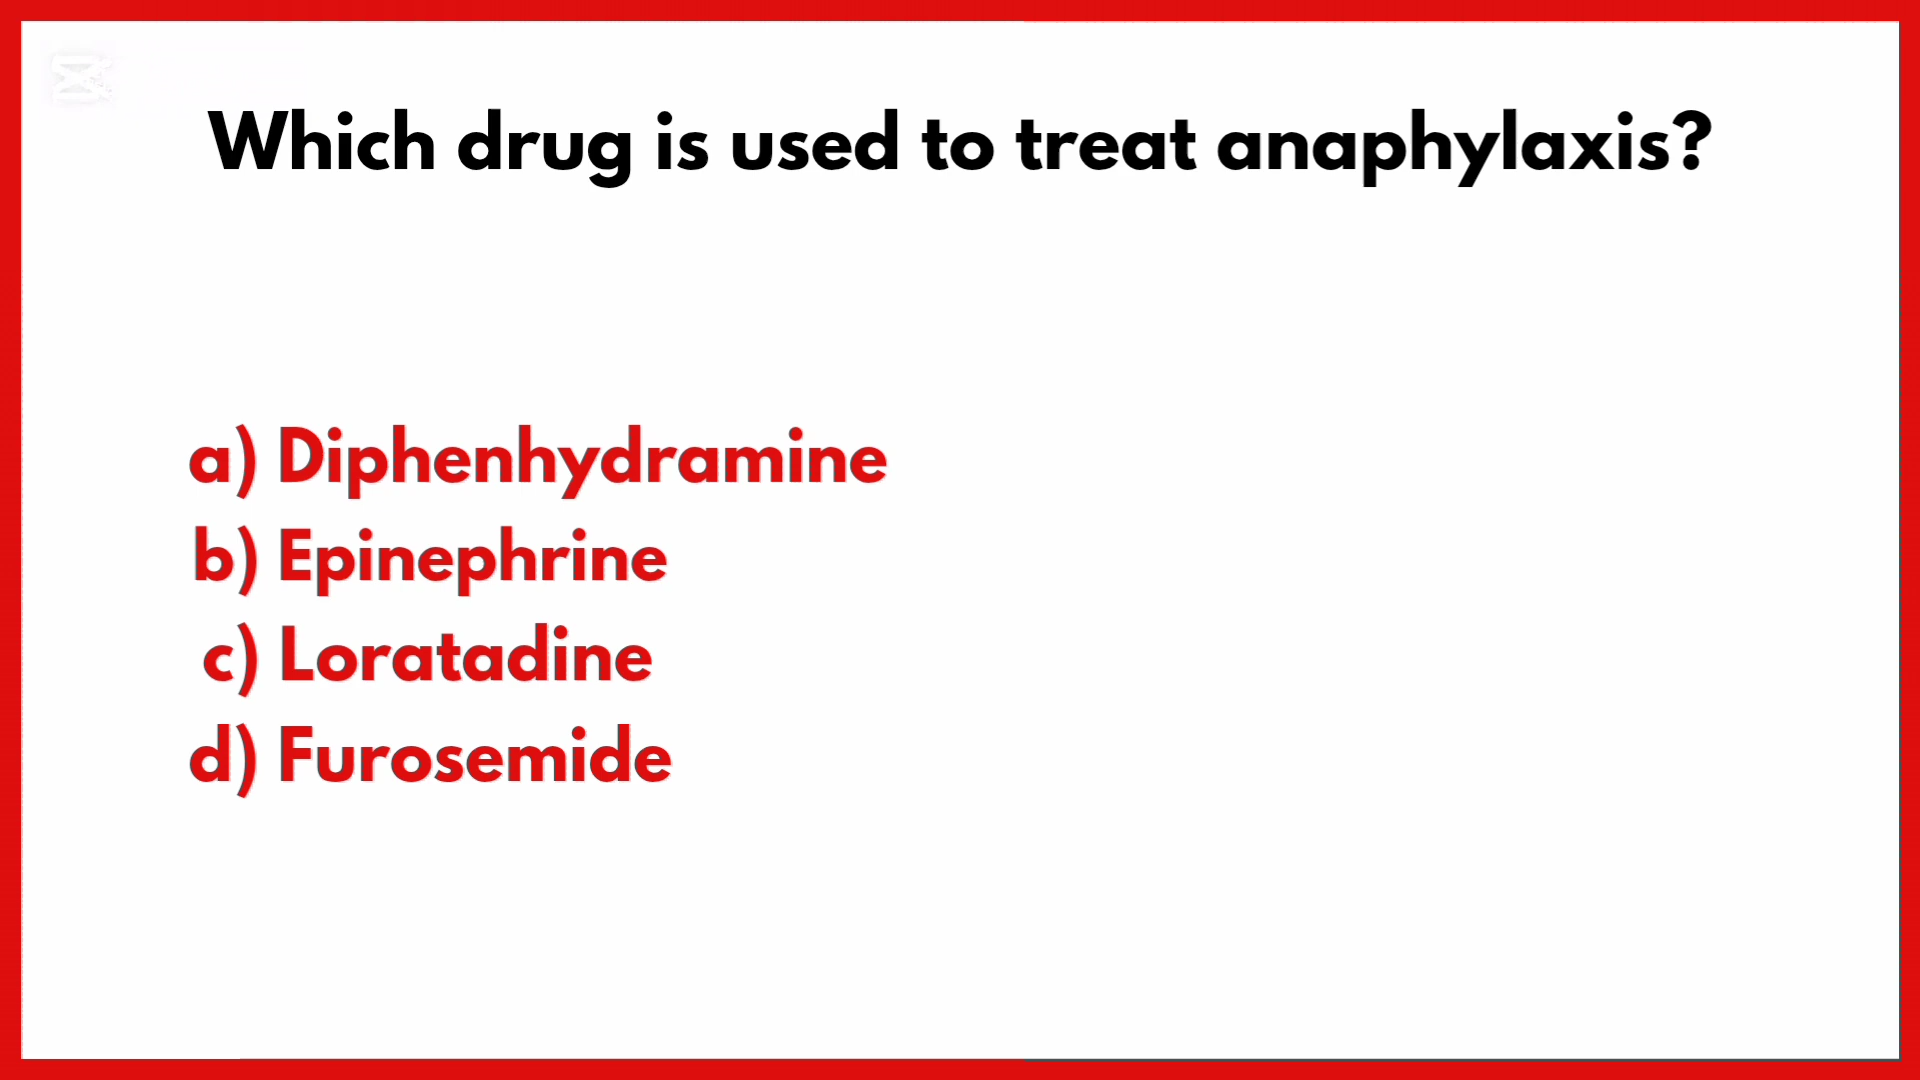 Which drug is used to treat anaphylaxis?
a) Diphenhydramine
b) Epinephrine
c) Loratadine
d) Furosemide